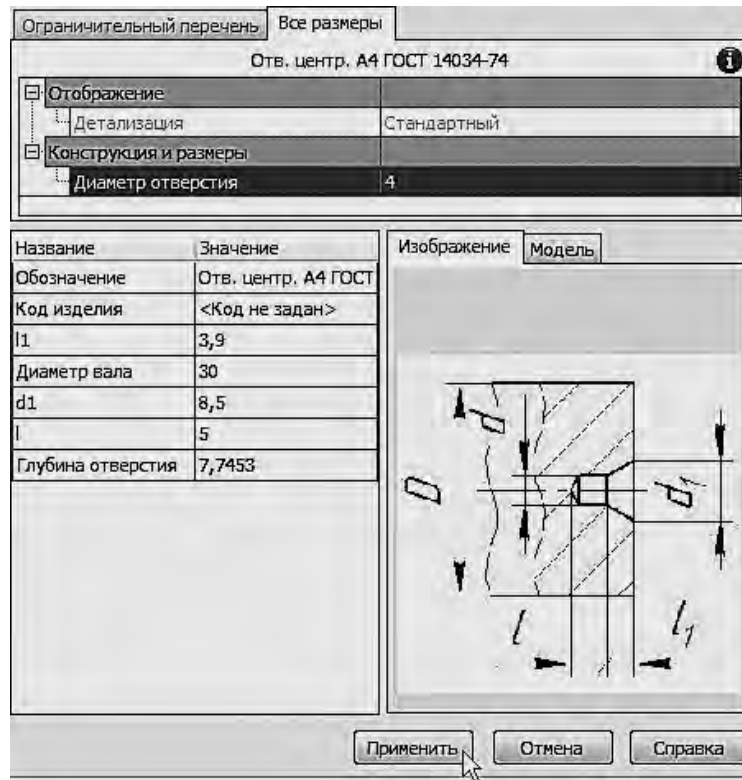 Ограничительный перечень Все размеры
Отв. центр. А4 ГОСТ 14034-74
Отображение
Детализация Стандартный
Конструкция и размеры
Диаметр отверстия 4
Название Значение
Обозначение Отв. центр. А4 ГОСТ
Код изделия <Код не задан>
l1 3,9
Диаметр вала 30
d1 8,5
l 5
Глубина отверстия 7,7453
Изображение Модель
d
D d1
l l1
Применить Отмена Справка